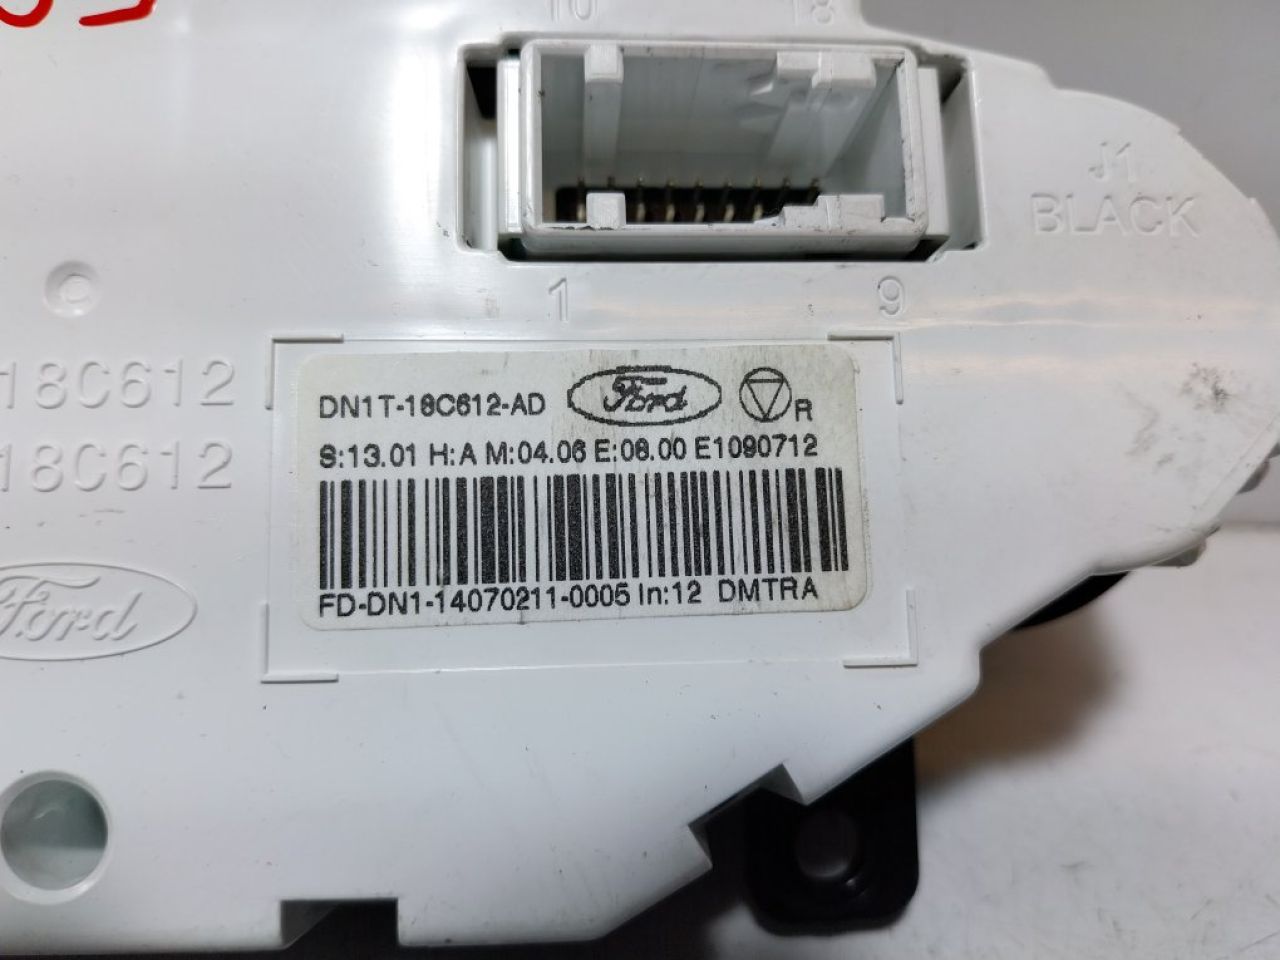 10 18
J1
BLACK
1 9
18C612
18C612
Ford
DN1T-18C612-AD Ford R
S:13.01 H:A M:04.06 E:08.00 E1090712
FD-DN1-14070211-0005 In:12 DMTRA